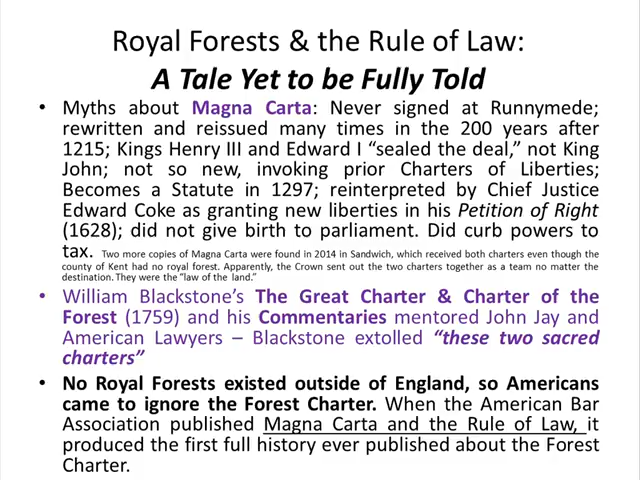 Royal Forests & the Rule of Law:
A Tale Yet to be Fully Told
• Myths about Magna Carta: Never signed at Runnymede;
rewritten and reissued many times in the 200 years after
1215; Kings Henry III and Edward I “sealed the deal,” not King
John; not so new, invoking prior Charters of Liberties;
Becomes a Statute in 1297; reinterpreted by Chief Justice
Edward Coke as granting new liberties in his Petition of Right
(1628); did not give birth to parliament. Did curb powers to
tax. Two more copies of Magna Carta were found in 2014 in Sandwich, which received both charters even though the
county of Kent had no royal forest. Apparently, the Crown sent out the two charters together as a team no matter the
destination. They were the “law of the land.”
• William Blackstone’s The Great Charter & Charter of the
Forest (1759) and his Commentaries mentored John Jay and
American Lawyers – Blackstone extolled “these two sacred
charters”
• No Royal Forests existed outside of England, so Americans
came to ignore the Forest Charter. When the American Bar
Association published Magna Carta and the Rule of Law, it
produced the first full history ever published about the Forest
Charter.